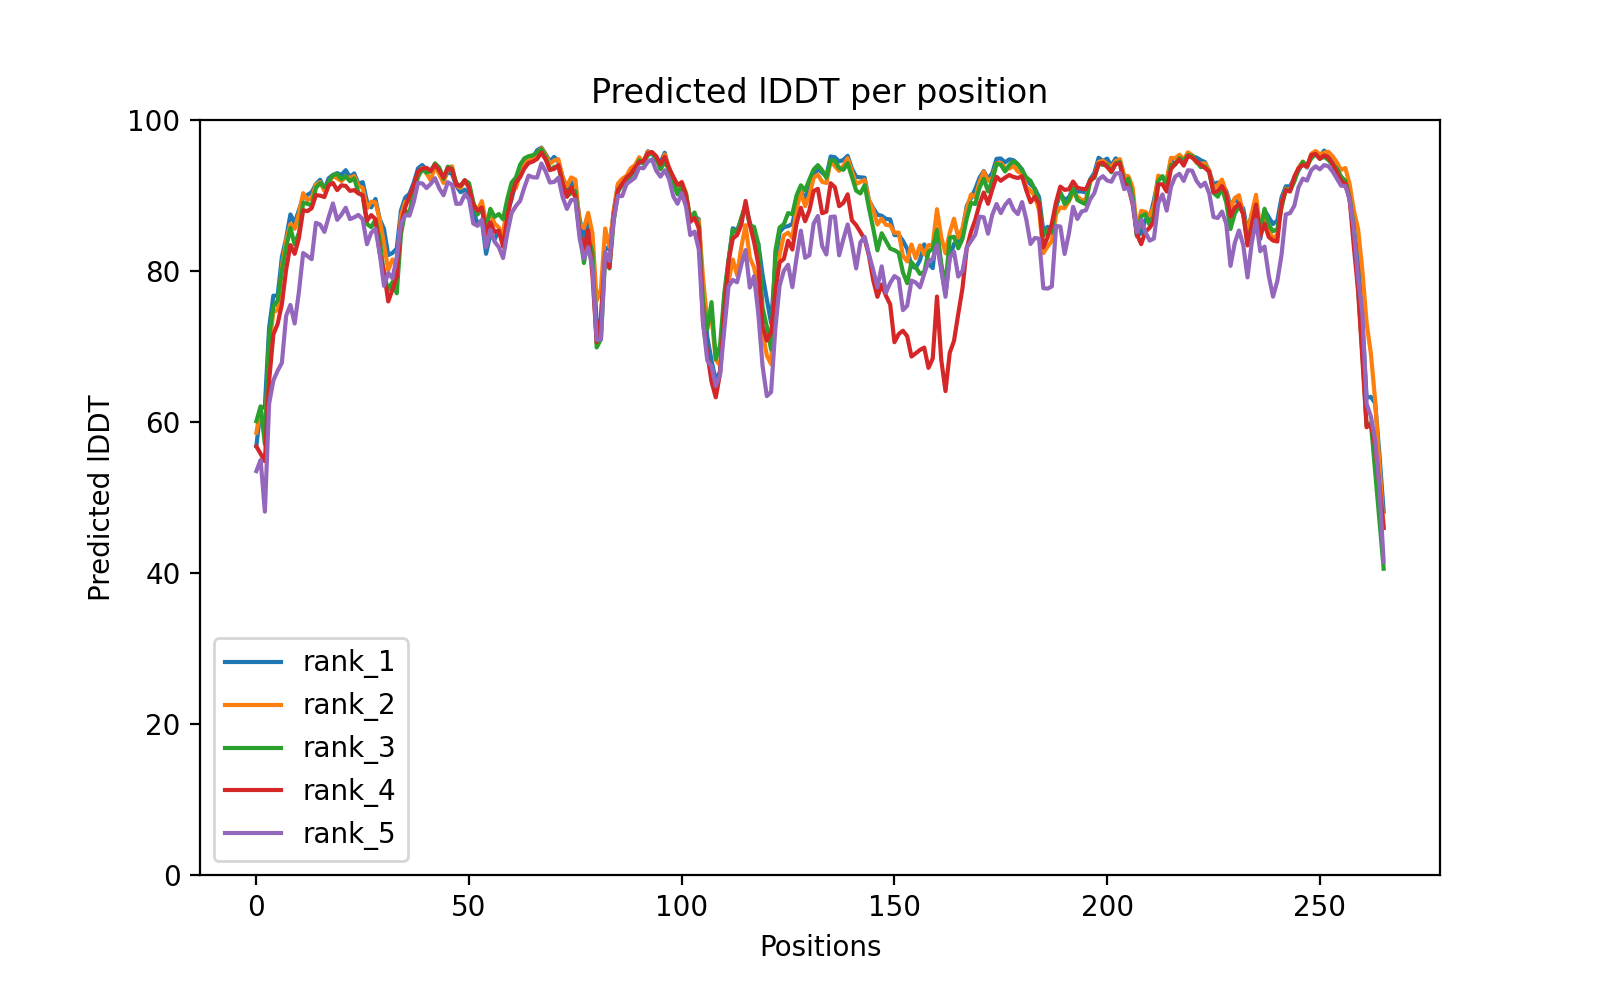 Predicted lDDT per position
100
80
60
40
20
0
Predicted lDDT
rank_1
rank_2
rank_3
rank_4
rank_5
0 50 100 150 200 250
Positions